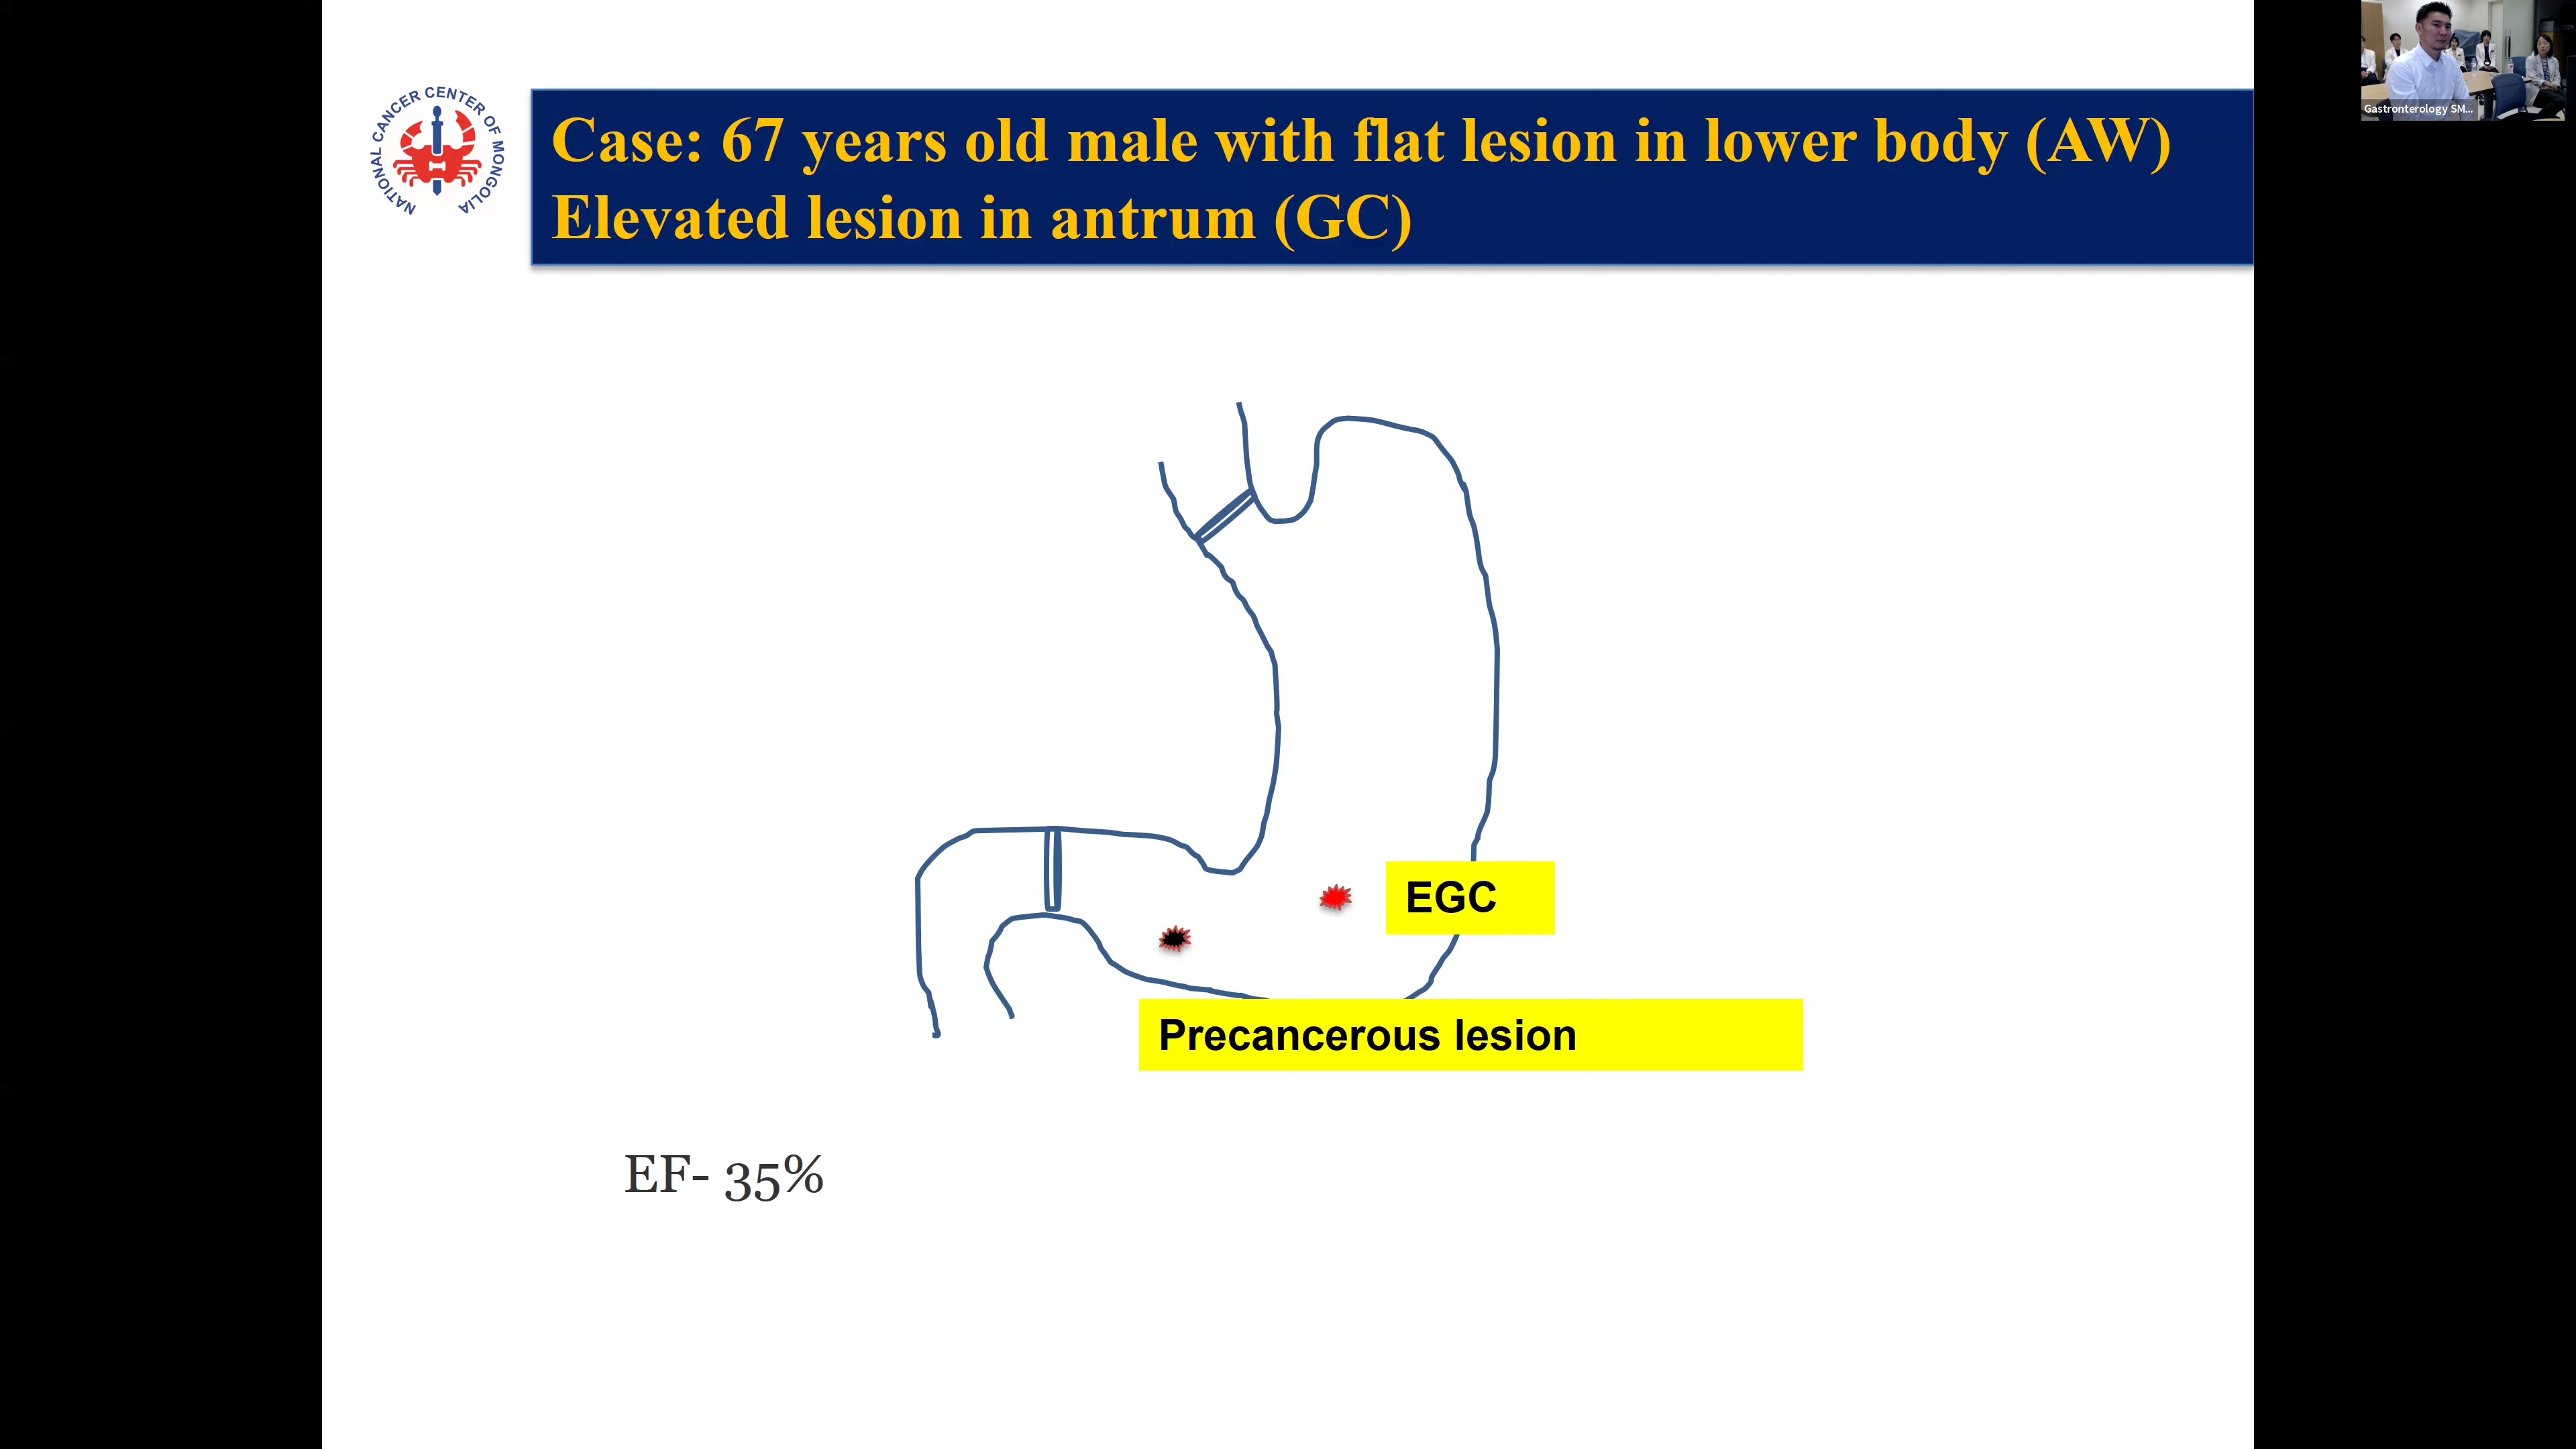 NATIONAL CANCER CENTER OF MONGOLIA
Case: 67 years old male with flat lesion in lower body (AW)
Elevated lesion in antrum (GC)
Gastronterology SM...
EGC
Precancerous lesion
EF- 35%